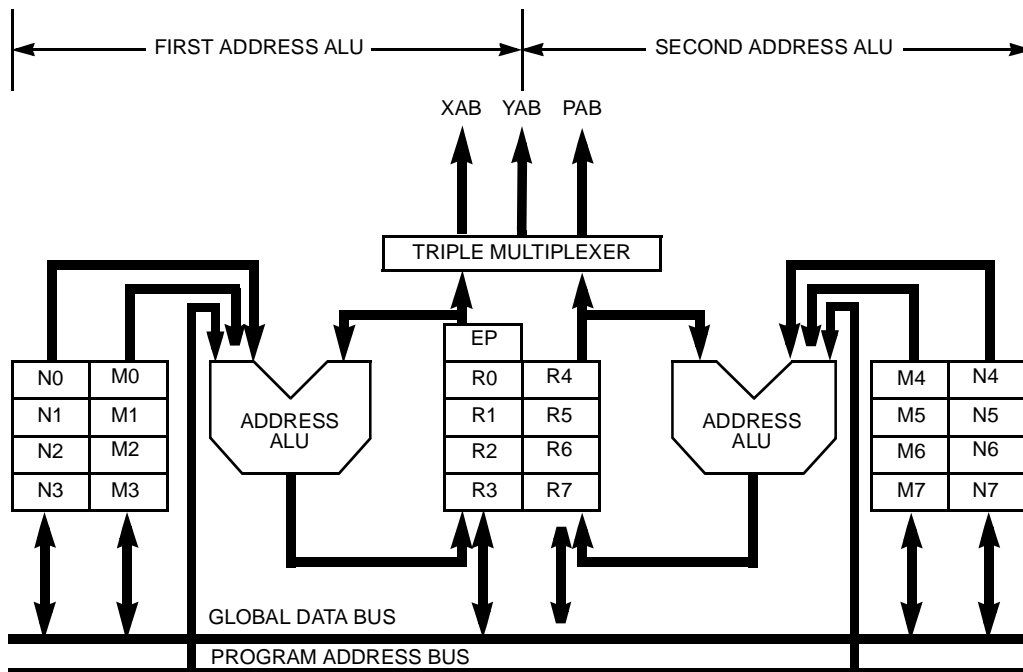 FIRST ADDRESS ALU
SECOND ADDRESS ALU
XAB
YAB
PAB
TRIPLE MULTIPLEXER
EP
N0
M0
N1
M1
N2
M2
N3
M3
ADDRESS
ALU
R0
R4
R1
R5
R2
R6
R3
R7
ADDRESS
ALU
M4
N4
M5
N5
M6
N6
M7
N7
GLOBAL DATA BUS
PROGRAM ADDRESS BUS